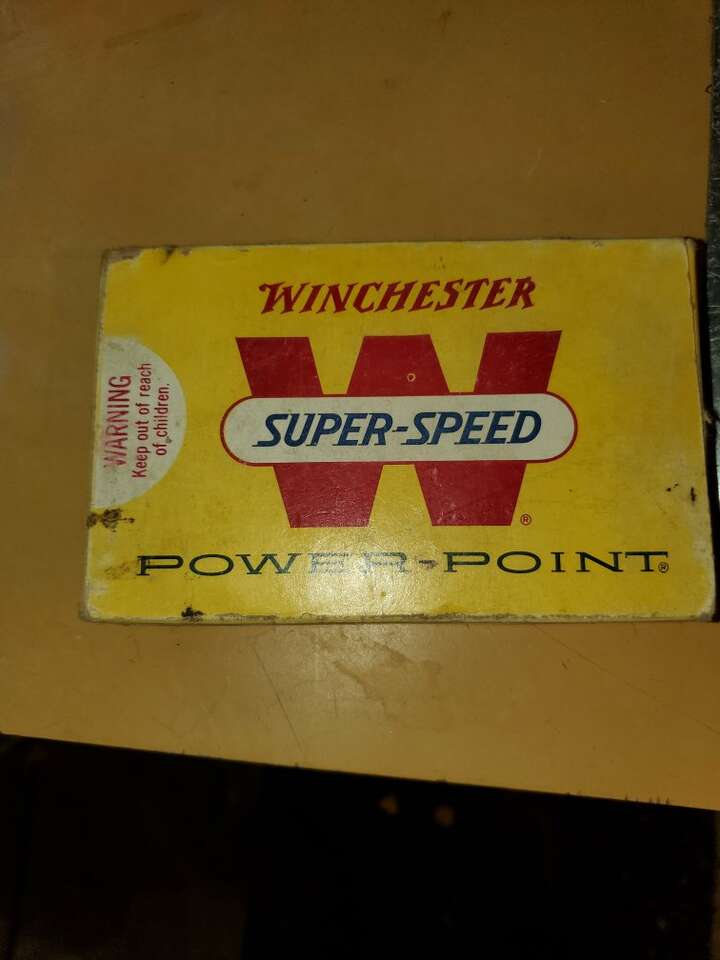 WINCHESTER
W
SUPER-SPEED
®
POWER-POINT®
WARNING
Keep out of reach
of children.